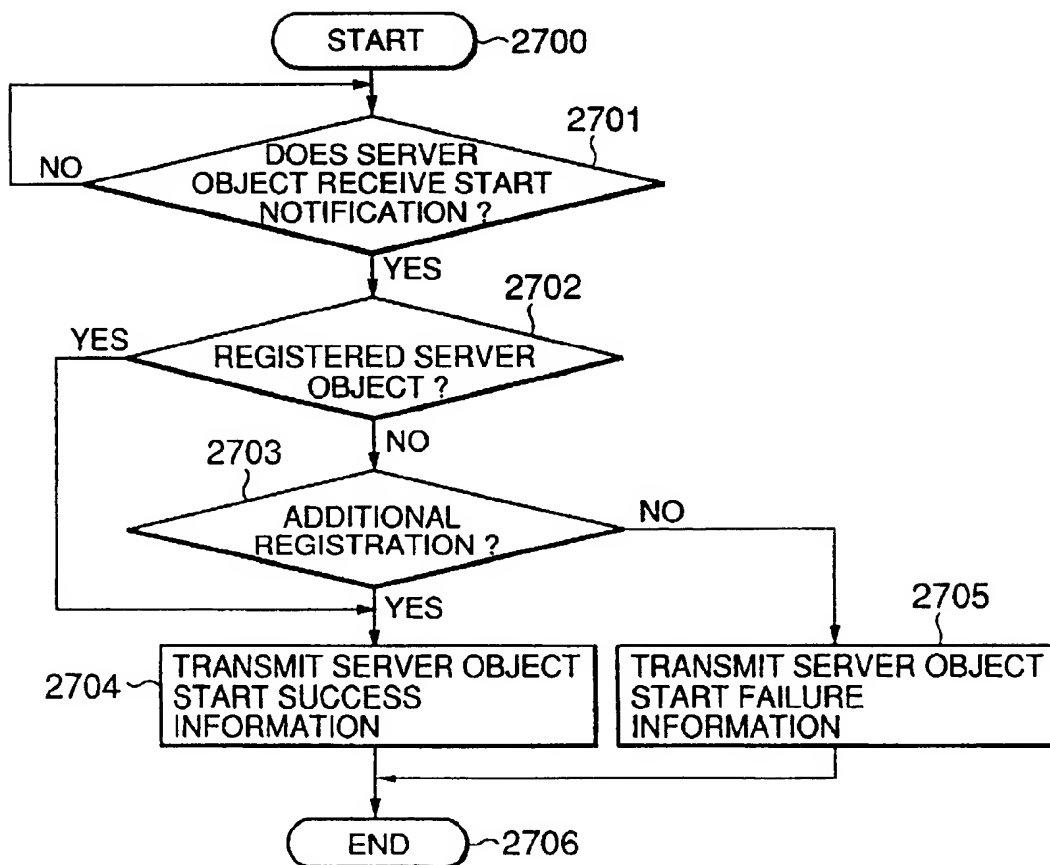 START
2700
2701
NO
DOES SERVER
OBJECT RECEIVE START
NOTIFICATION ?
YES
2702
YES
REGISTERED SERVER
OBJECT ?
NO
2703
ADDITIONAL
REGISTRATION ?
NO
YES
2705
2704
TRANSMIT SERVER OBJECT
START SUCCESS
INFORMATION
TRANSMIT SERVER OBJECT
START FAILURE
INFORMATION
END
2706